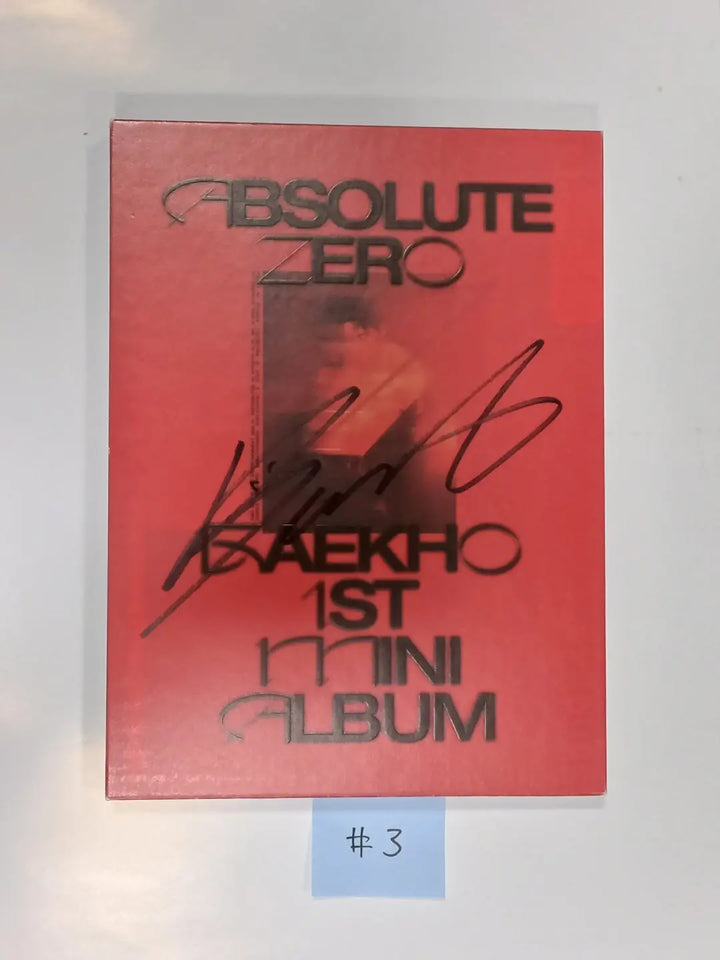 ABSOLUTE
ZERO
BAEKHO
1ST
MINI
ALBUM
#3